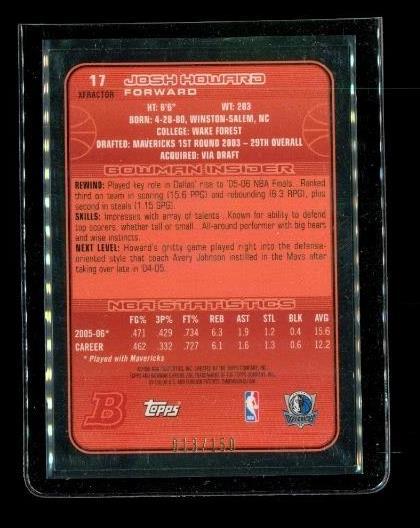 17 JOSH HOWARD
XFRACTOR FORWARD
HT: 6'6" WT: 203
BORN: 4-28-80, WINSTON-SALEM, NC
COLLEGE: WAKE FOREST
DRAFTED: MAVERICKS 1ST ROUND 2003 – 29TH OVERALL
ACQUIRED: VIA DRAFT
BOWMAN INSIDER
REWIND: Played key role in Dallas' rise to '05-06 NBA Finals. Ranked
third on team in scoring (15.6 PPG) and rebounding (6.3 RPG), plus
second in steals (1.15 SPG).
SKILLS: Impresses with array of talents. Known for ability to defend
top scorers, whether tall or small. All-around performer with big heart
and wise instincts.
NEXT LEVEL: Howard's gritty game played right into the defense-
oriented style that coach Avery Johnson instilled in the Mavs after
taking over late in '04-05.
NBA STATISTICS
FG% 3P% FT% REB AST STL BLK PPG
2005-06* .471 .429 .734 6.3 1.9 1.2 0.4 15.6
CAREER .462 .332 .727 6.1 1.6 1.3 0.6 12.2
* Played with Mavericks
B Topps NBA MAVERICKS
013/150